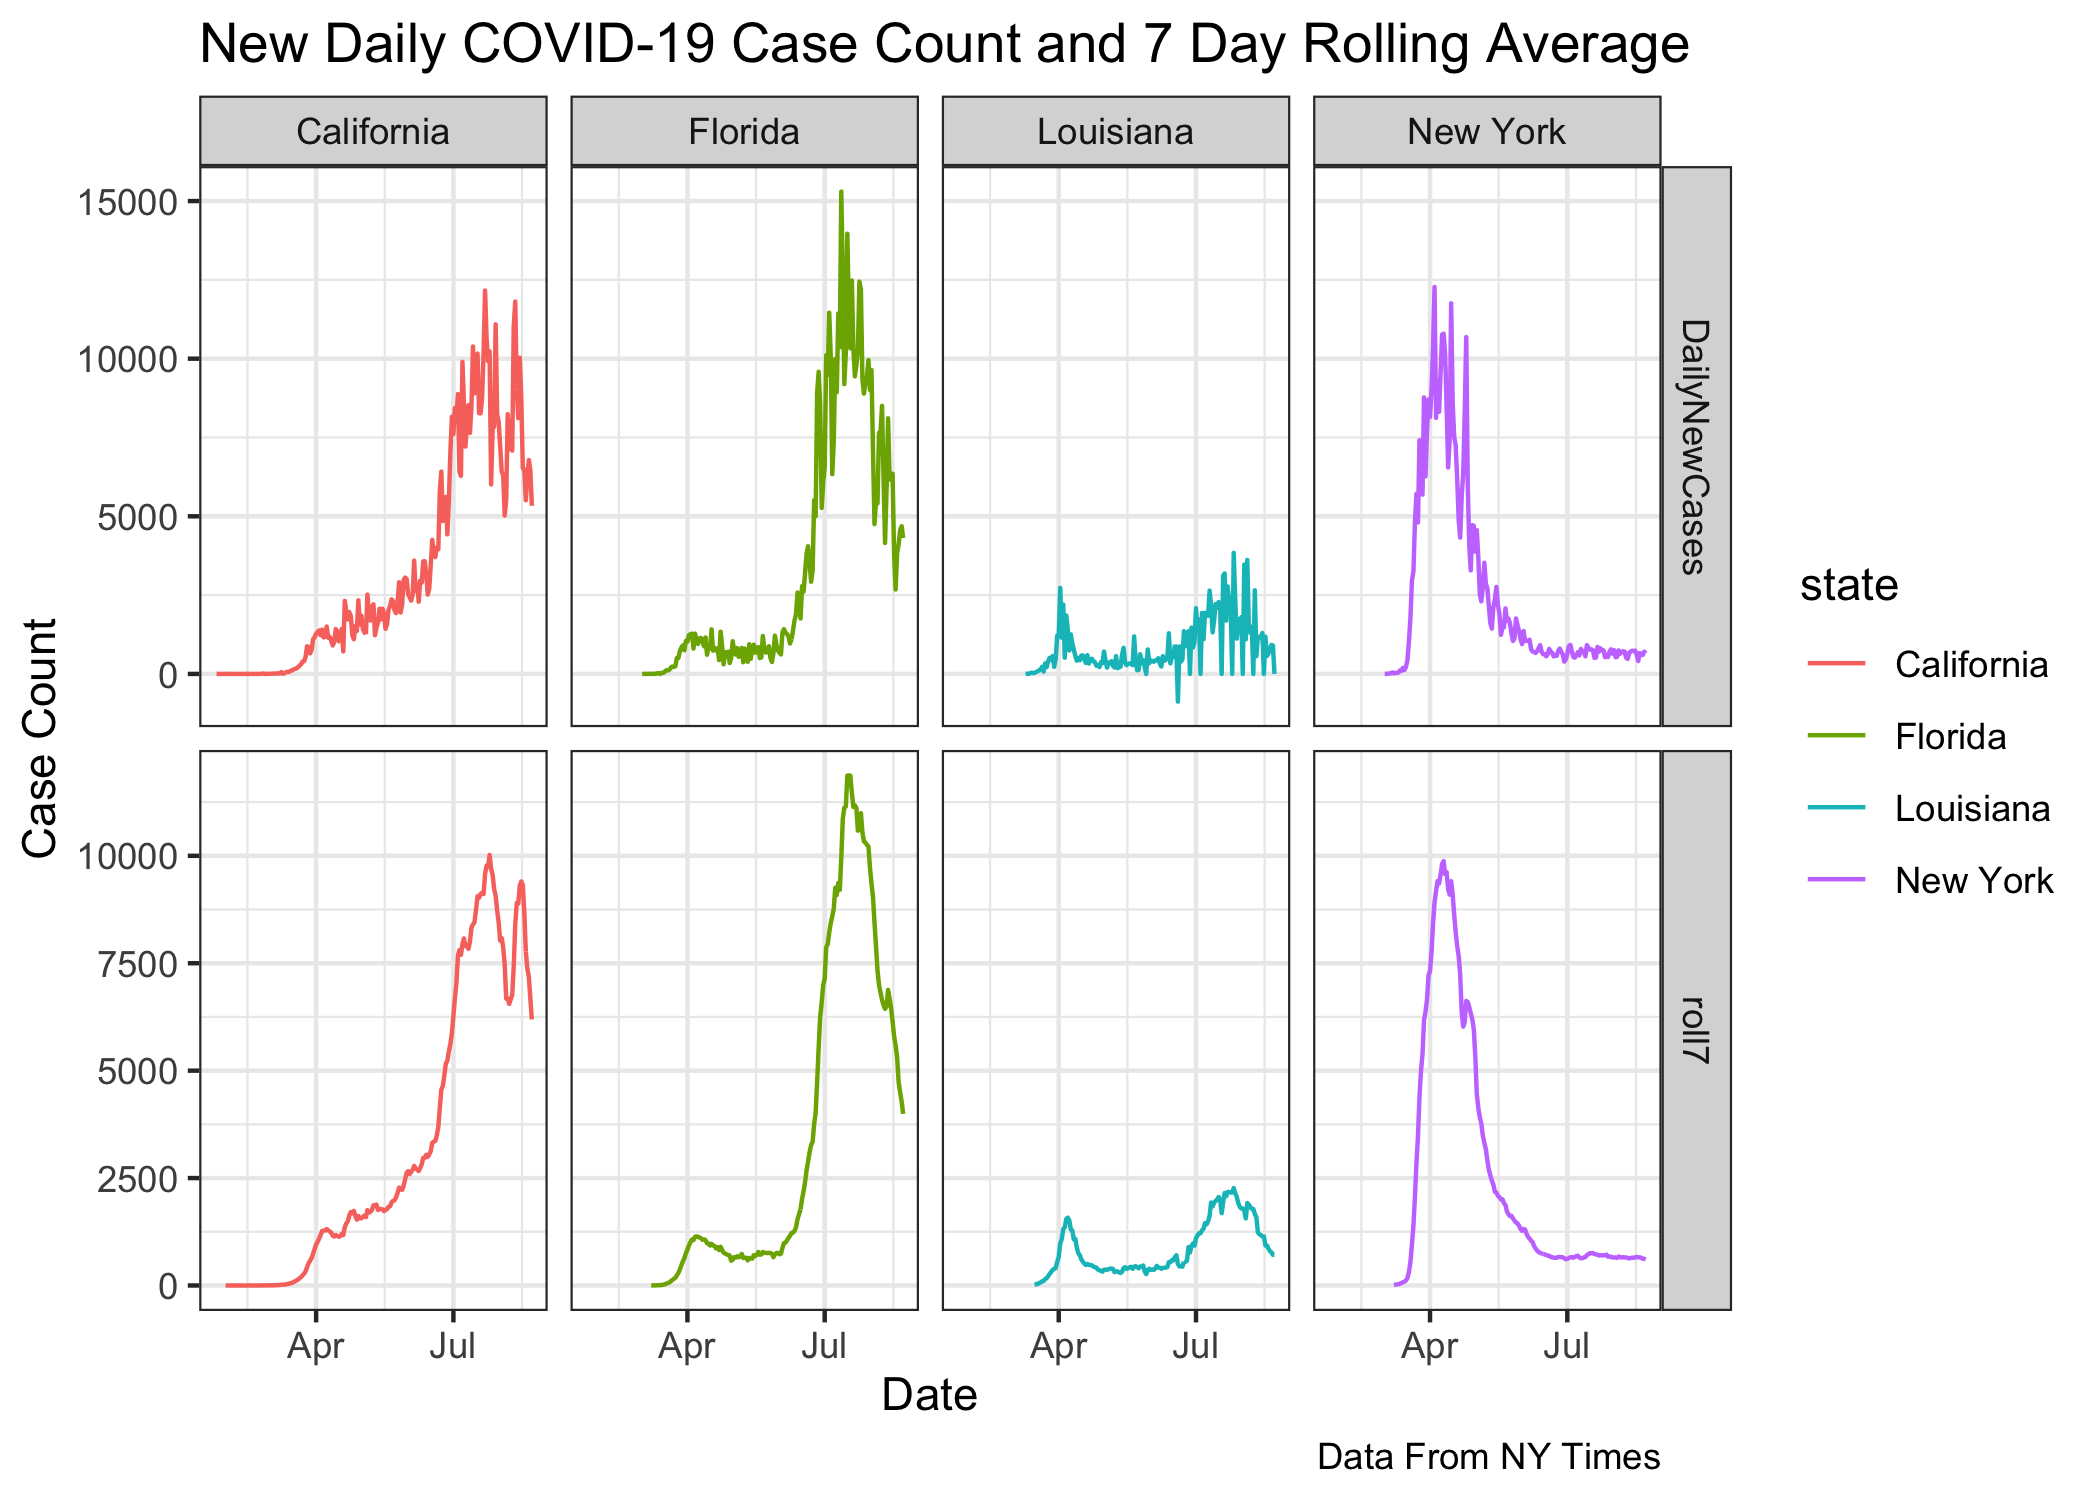 New Daily COVID-19 Case Count and 7 Day Rolling Average
California
Florida
Louisiana
New York
15000
10000
5000
0
DailyNewCases
Case Count
10000
7500
5000
2500
0
roll7
Apr
Jul
Apr
Jul
Apr
Jul
Apr
Jul
Date
state
California
Florida
Louisiana
New York
Data From NY Times